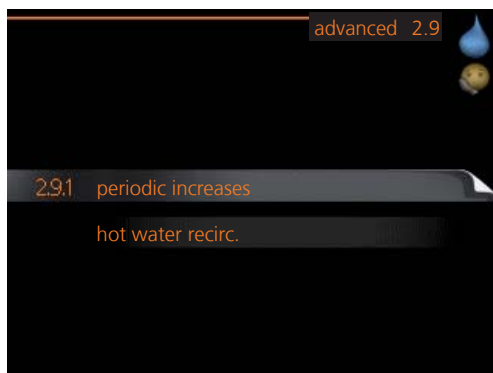 advanced 2.9
2.9.1 periodic increases
hot water recirc.